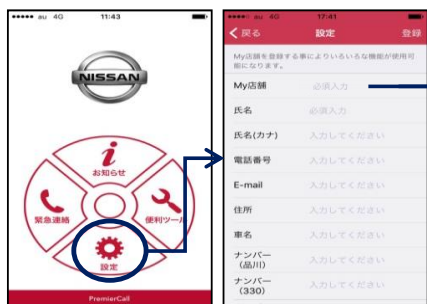 au 4G 11:43
NISSAN
お知らせ
緊急連絡
便利ツール
設定
PremierCall
au 4G 17:41
戻る 設定 登録
My店舗を登録する事によりいろいろな機能が使用可
能になります。
My店舗 必須入力
氏名 必須入力
氏名(カナ) 入力してください
電話番号 入力してください
E-mail 入力してください
住所 入力してください
車名 入力してください
ナンバー
(品川) 入力してください
ナンバー
(330) 入力してください